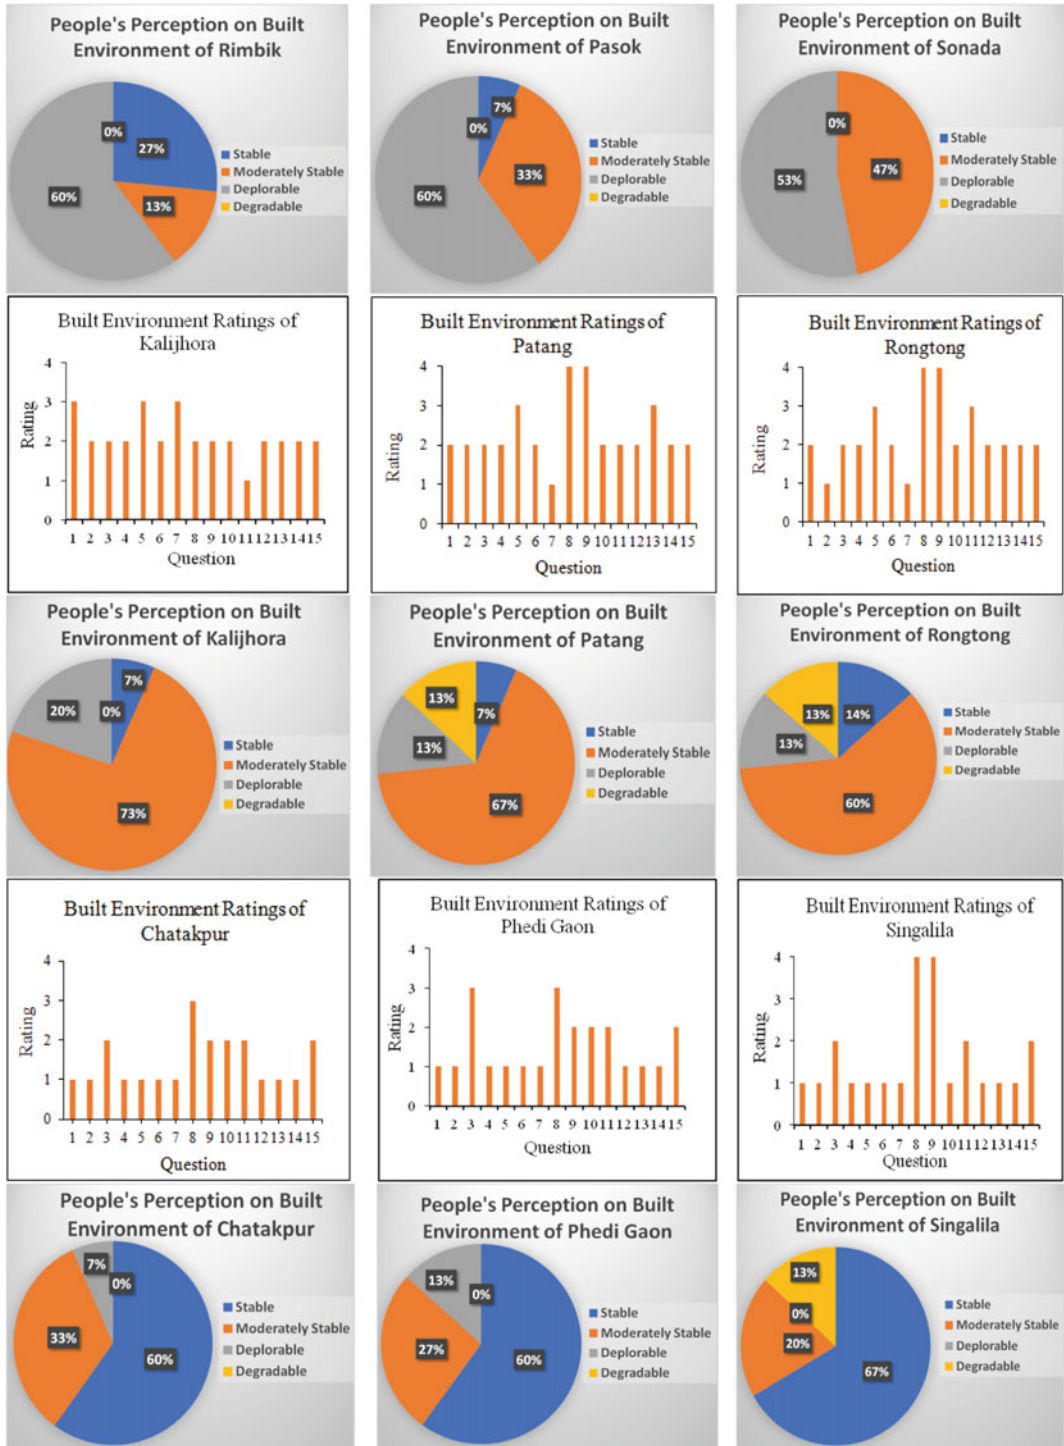 People's Perception on Built
Environment of Rimbik
0%
27%
60%
13%
Stable
Moderately Stable
Deplorable
Degradable
People's Perception on Built
Environment of Pasok
7%
0%
33%
60%
Stable
Moderately Stable
Deplorable
Degradable
People's Perception on Built
Environment of Sonada
0%
47%
53%
Stable
Moderately Stable
Deplorable
Degradable
Built Environment Ratings of
Kalijhora
Rating
4
3
2
1
0
1 2 3 4 5 6 7 8 9 10 11 12 13 14 15
Question
Built Environment Ratings of
Patang
Rating
4
3
2
1
0
1 2 3 4 5 6 7 8 9 10 11 12 13 14 15
Question
Built Environment Ratings of
Rongtong
Rating
4
3
2
1
0
1 2 3 4 5 6 7 8 9 10 11 12 13 14 15
Question
People's Perception on Built
Environment of Kalijhora
7%
20%
0%
73%
Stable
Moderately Stable
Deplorable
Degradable
People's Perception on Built
Environment of Patang
13%
7%
13%
67%
Stable
Moderately Stable
Deplorable
Degradable
People's Perception on Built
Environment of Rongtong
13%
14%
13%
60%
Stable
Moderately Stable
Deplorable
Degradable
Built Environment Ratings of
Chatakpur
Rating
4
3
2
1
0
1 2 3 4 5 6 7 8 9 10 11 12 13 14 15
Question
Built Environment Ratings of
Phedi Gaon
Rating
4
3
2
1
0
1 2 3 4 5 6 7 8 9 10 11 12 13 14 15
Question
Built Environment Ratings of
Singalila
Rating
4
3
2
1
0
1 2 3 4 5 6 7 8 9 10 11 12 13 14 15
Question
People's Perception on Built
Environment of Chatakpur
7%
0%
33%
60%
Stable
Moderately Stable
Deplorable
Degradable
People's Perception on Built
Environment of Phedi Gaon
13%
0%
27%
60%
Stable
Moderately Stable
Deplorable
Degradable
People's Perception on Built
Environment of Singalila
13%
0%
20%
67%
Stable
Moderately Stable
Deplorable
Degradable